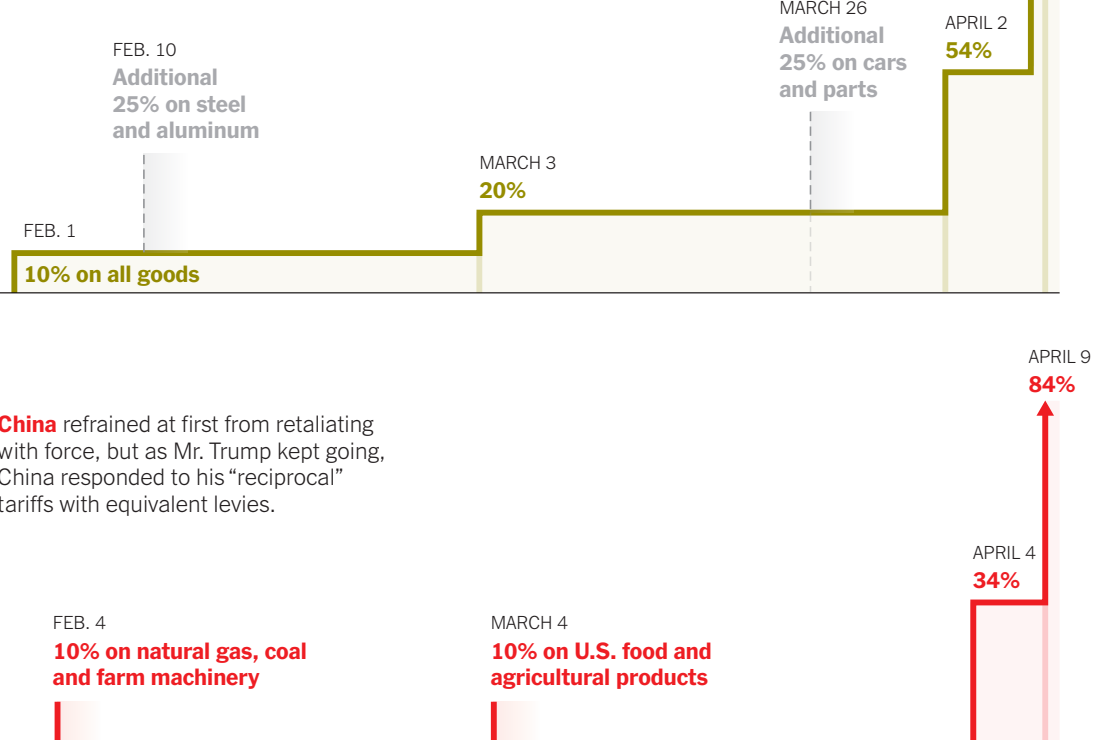 MARCH 26
Additional
25% on cars
and parts
APRIL 2
54%
FEB. 10
Additional
25% on steel
and aluminum
MARCH 3
20%
FEB. 1
10% on all goods
APRIL 9
84%
China refrained at first from retaliating
with force, but as Mr. Trump kept going,
China responded to his “reciprocal”
tariffs with equivalent levies.
APRIL 4
34%
FEB. 4
10% on natural gas, coal
and farm machinery
MARCH 4
10% on U.S. food and
agricultural products